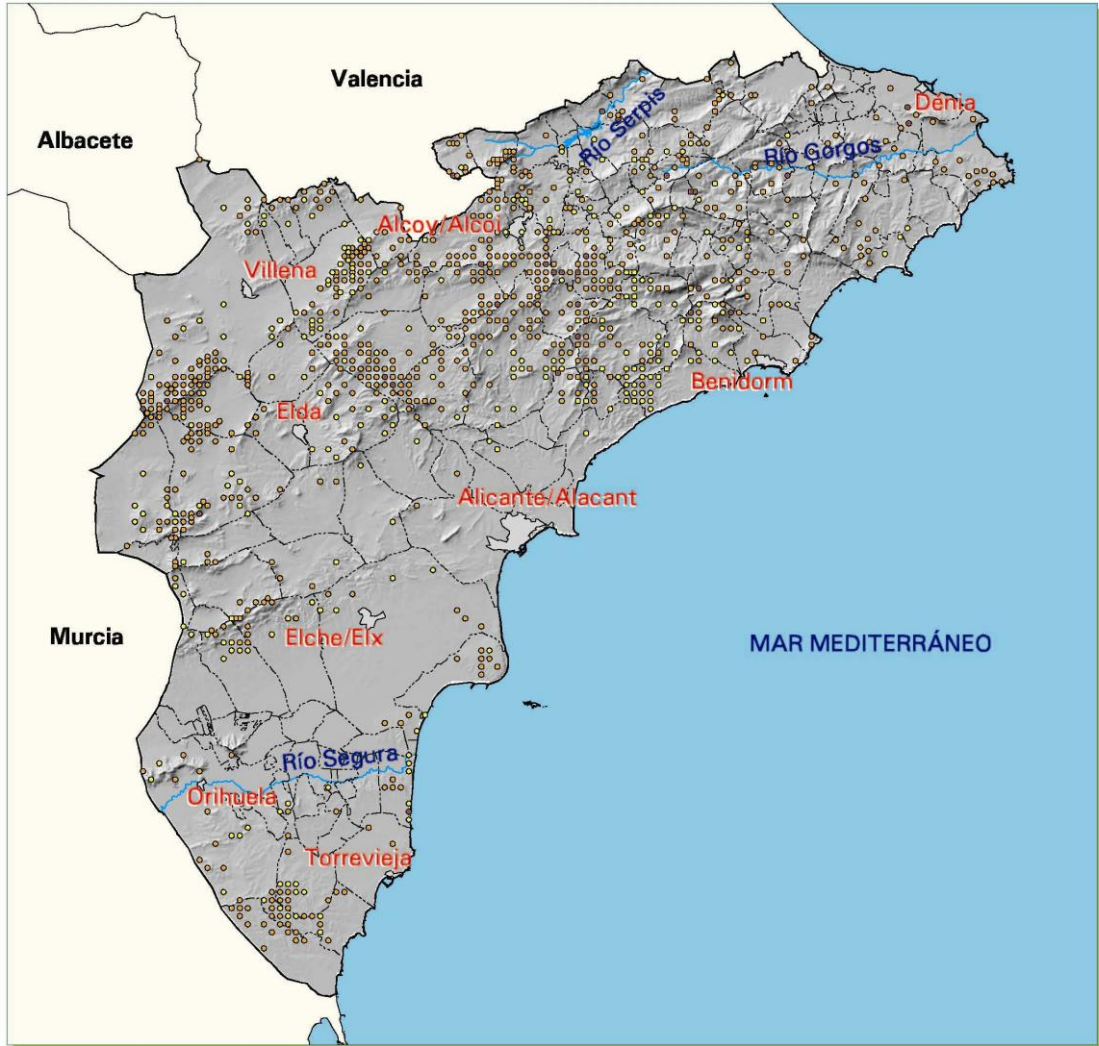 Valencia
Albacete
Dénia
Río Serpis
Río Gorgos
Alcoy/Alcoi
Villena
Benidorm
Elda
Alicante/Alacant
Murcia
Elche/Elx
MAR MEDITERRÁNEO
Río Segura
Orihuela
Torrevieja